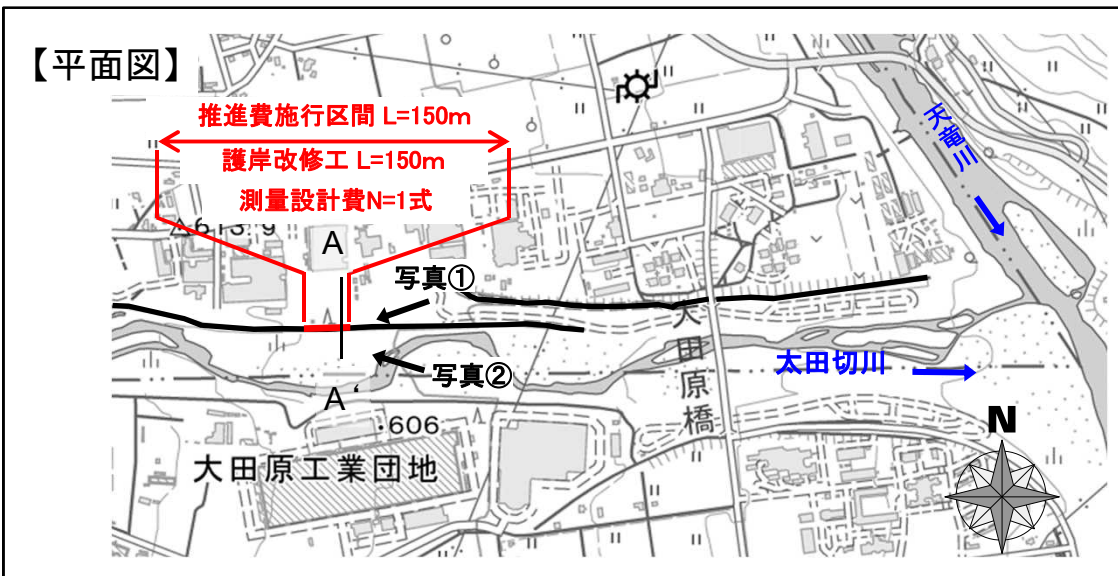 【平面図】
推進費施行区間 L=150m
護岸改修工 L=150m
測量設計費N=1式
613.9
A
写真①
写真②
A‘
・606
大田原工業団地
大田原橋
太田切川
天竜川
N